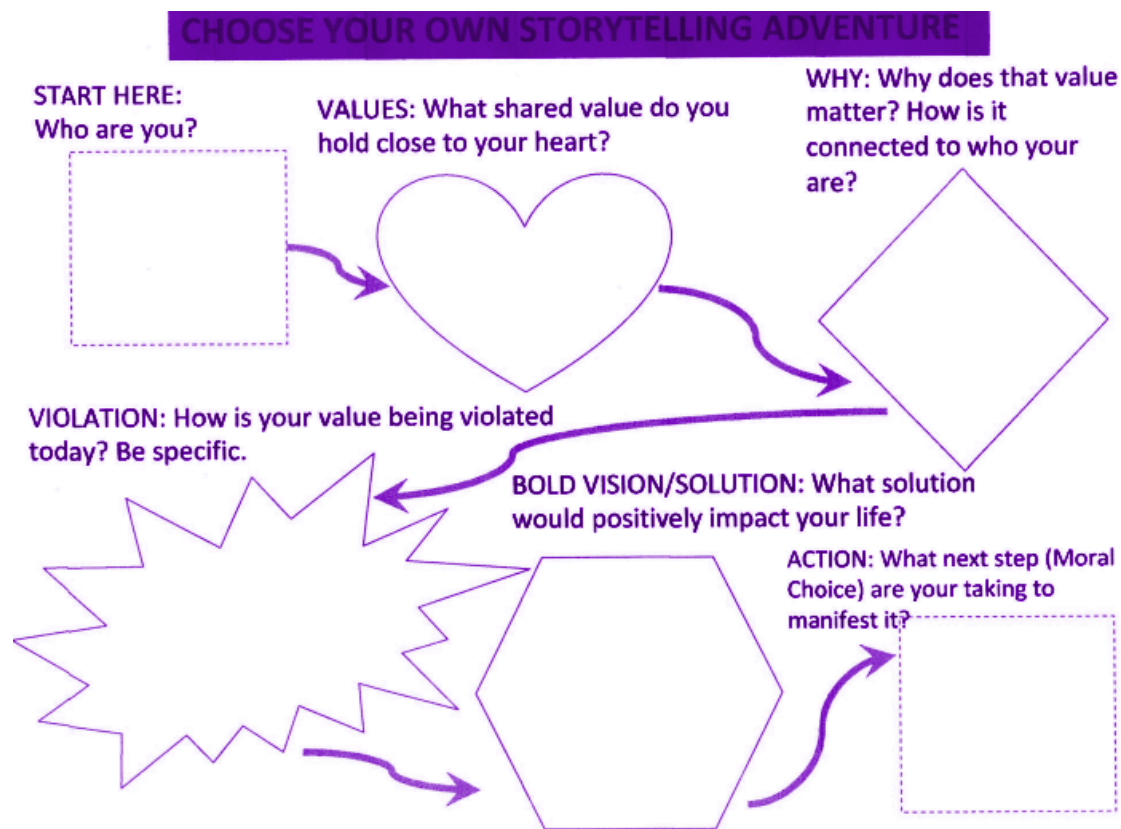 CHOOSE YOUR OWN STORYTELLING ADVENTURE
START HERE:
Who are you?
VALUES: What shared value do you
hold close to your heart?
WHY: Why does that value
matter? How is it
connected to who your
are?
VIOLATION: How is your value being violated
today? Be specific.
BOLD VISION/SOLUTION: What solution
would positively impact your life?
ACTION: What next step (Moral
Choice) are your taking to
manifest it?